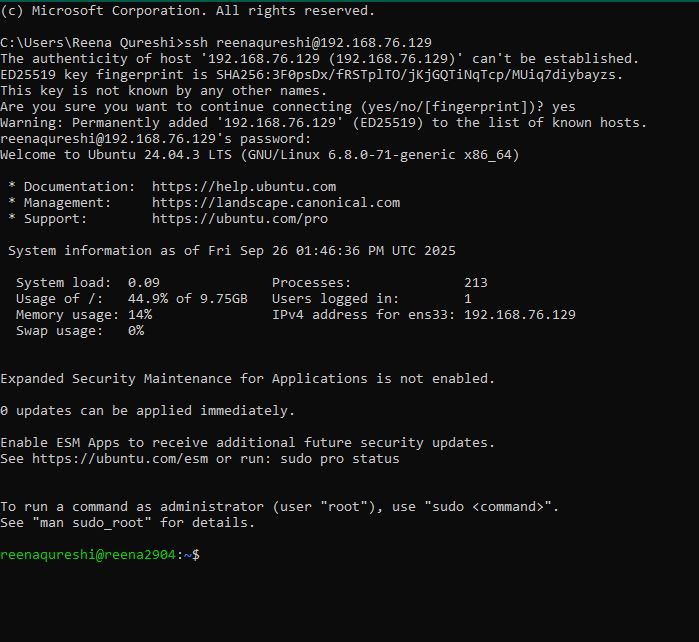 (c) Microsoft Corporation. All rights reserved.
C:\Users\Reena Qureshi>ssh reenaqureshi@192.168.76.129
The authenticity of host '192.168.76.129 (192.168.76.129)' can't be established.
ED25519 key fingerprint is SHA256:3F0psDx/fRSTplTO/jKjGQTiNqTcp/MUiq7diybayzs.
This key is not known by any other names.
Are you sure you want to continue connecting (yes/no/[fingerprint])? yes
Warning: Permanently added '192.168.76.129' (ED25519) to the list of known hosts.
reenaqureshi@192.168.76.129's password:
Welcome to Ubuntu 24.04.3 LTS (GNU/Linux 6.8.0-71-generic x86_64)
* Documentation:  https://help.ubuntu.com
* Management:     https://landscape.canonical.com
* Support:        https://ubuntu.com/pro
System information as of Fri Sep 26 01:46:36 PM UTC 2025
System load:  0.09               Processes:              213
Usage of /:   44.9% of 9.75GB   Users logged in:        1
Memory usage: 14%               IPv4 address for ens33: 192.168.76.129
Swap usage:   0%
Expanded Security Maintenance for Applications is not enabled.
0 updates can be applied immediately.
Enable ESM Apps to receive additional future security updates.
See https://ubuntu.com/esm or run: sudo pro status
To run a command as administrator (user "root"), use "sudo <command>".
See "man sudo_root" for details.
reenaqureshi@reena2904:~$